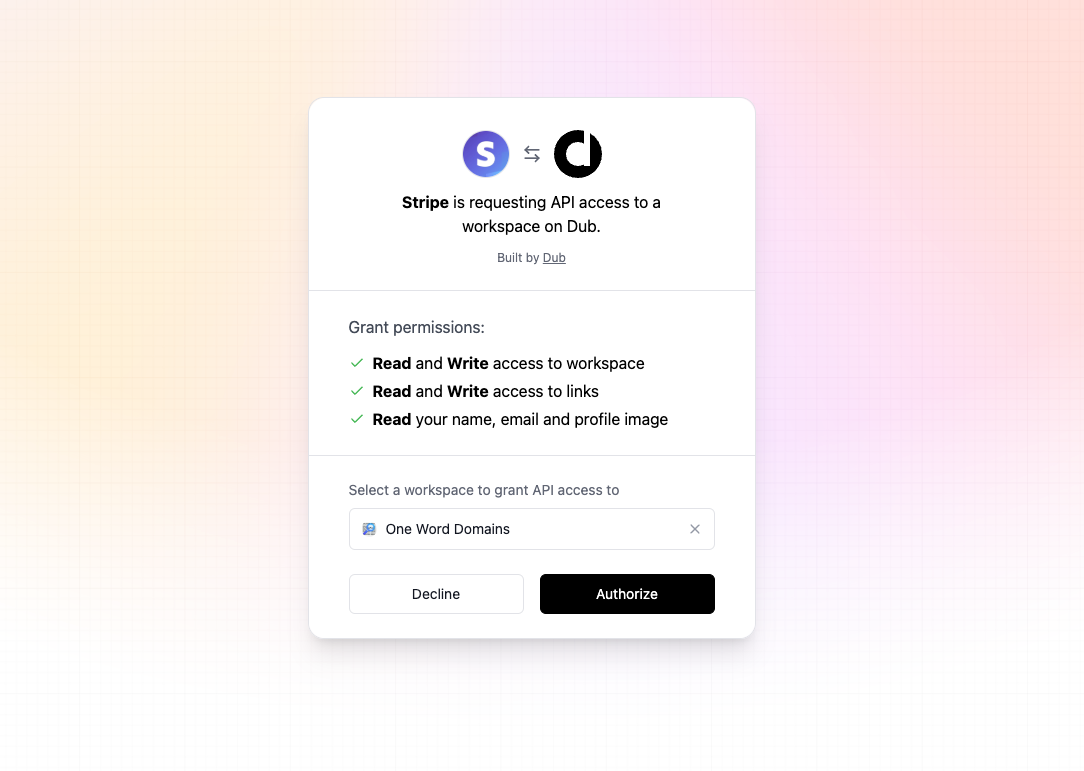 S
Stripe is requesting API access to a
workspace on Dub.
Built by Dub
Grant permissions:
Read and Write access to workspace
Read and Write access to links
Read your name, email and profile image
Select a workspace to grant API access to
One Word Domains
Decline
Authorize